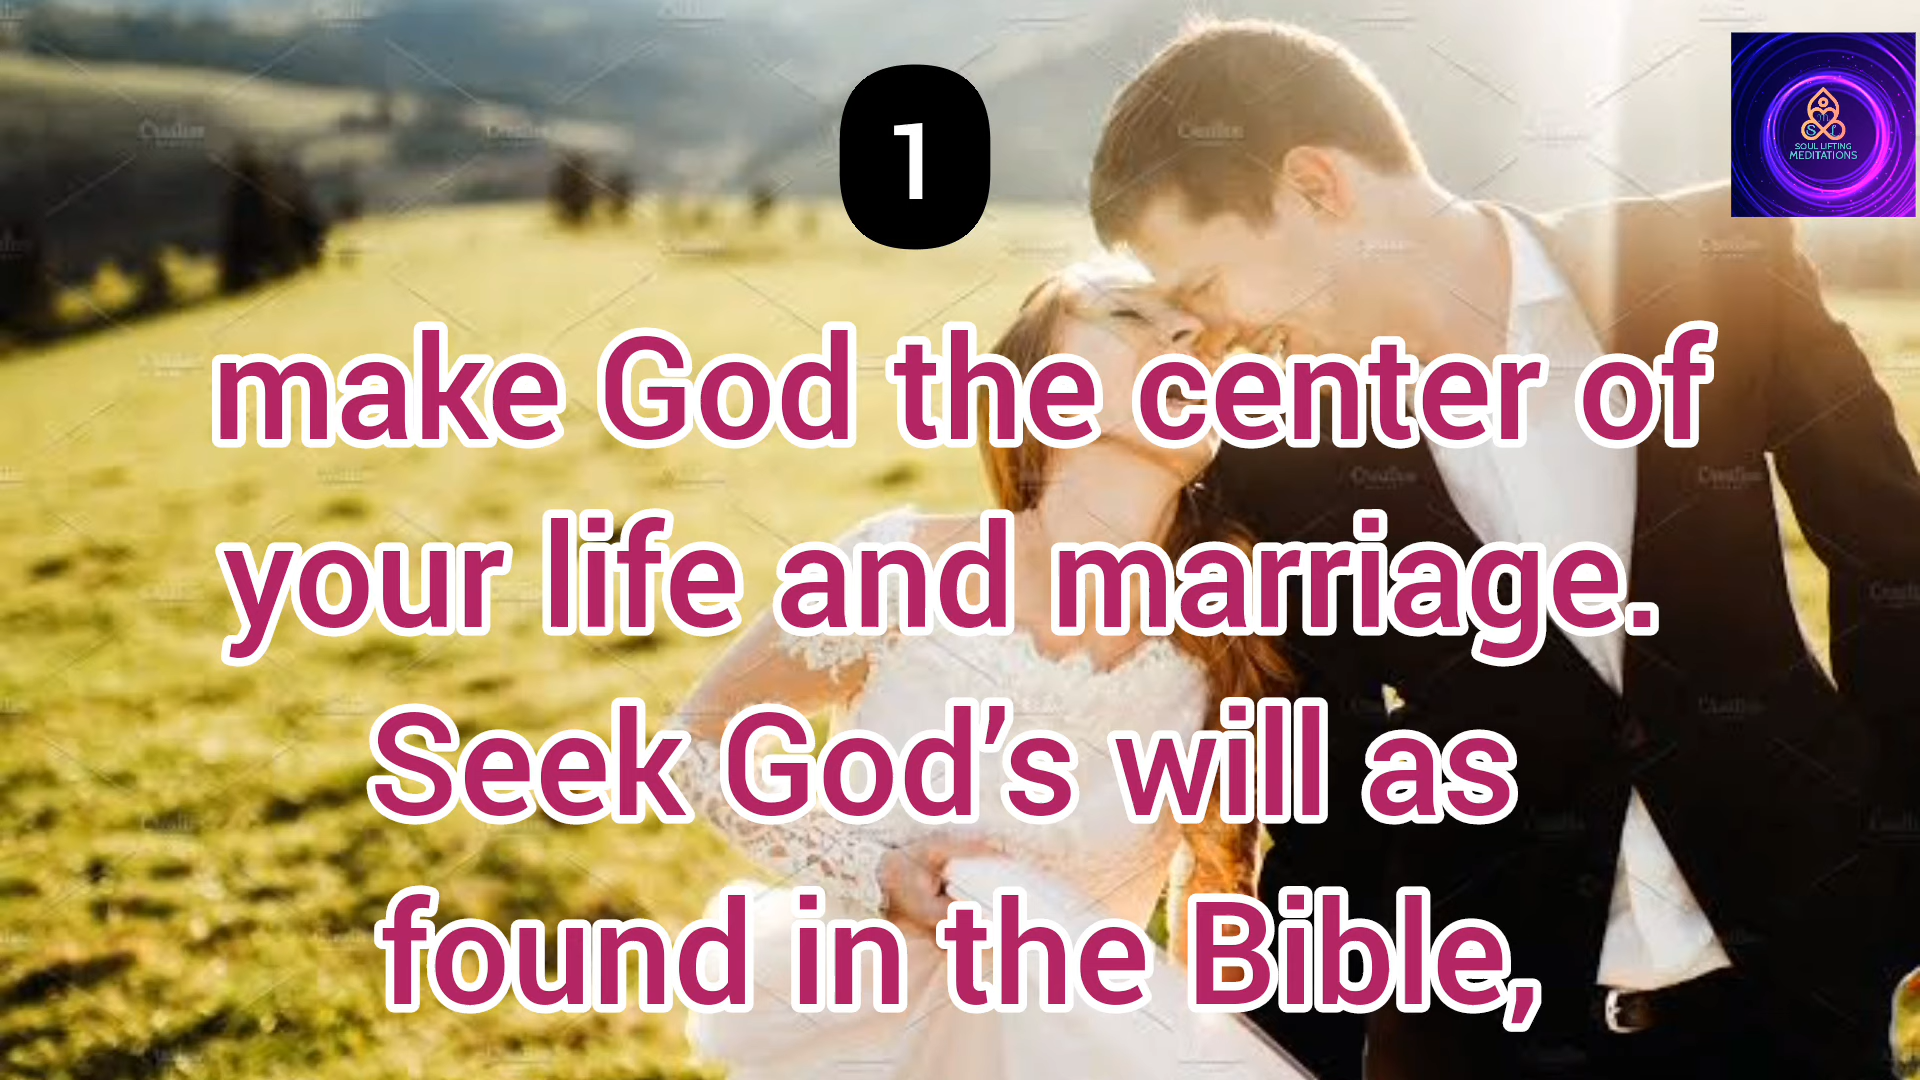 1
SOUL LIFTING
MEDITATIONS
make God the center of
your life and marriage.
Seek God’s will as
found in the Bible,